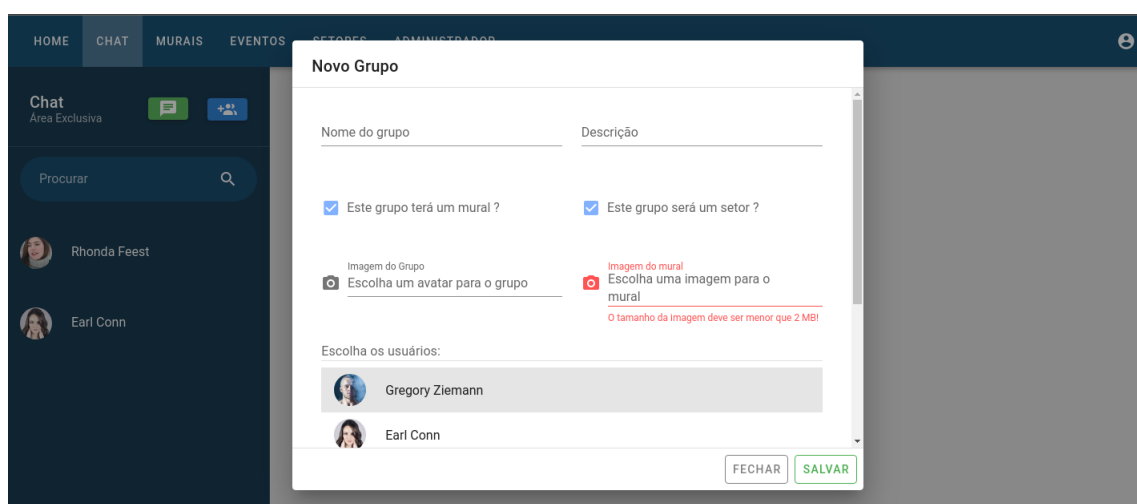 HOME CHAT MURAIS EVENTOS SETORES ADMINISTRADOR
Chat
Área Exclusiva
Procurar
Rhonda Feest
Earl Conn
Novo Grupo
Nome do grupo Descrição
Este grupo terá um mural ? Este grupo será um setor ?
Imagem do Grupo
Escolha um avatar para o grupo
Imagem do mural
Escolha uma imagem para o
mural
O tamanho da imagem deve ser menor que 2 MB!
Escolha os usuários:
Gregory Ziemann
Earl Conn
FECHAR SALVAR